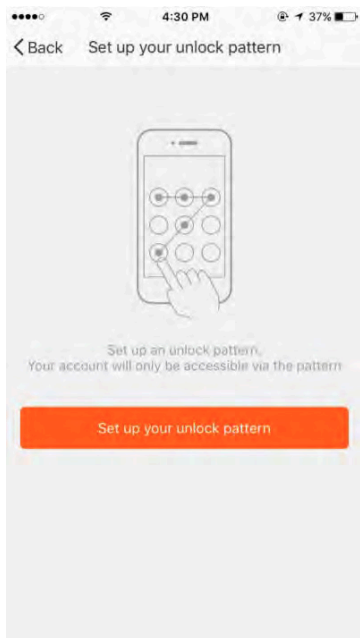 4:30 PM
37%
Back
Set up your unlock pattern
Set up an unlock pattern.
Your account will only be accessible via the pattern
Set up your unlock pattern